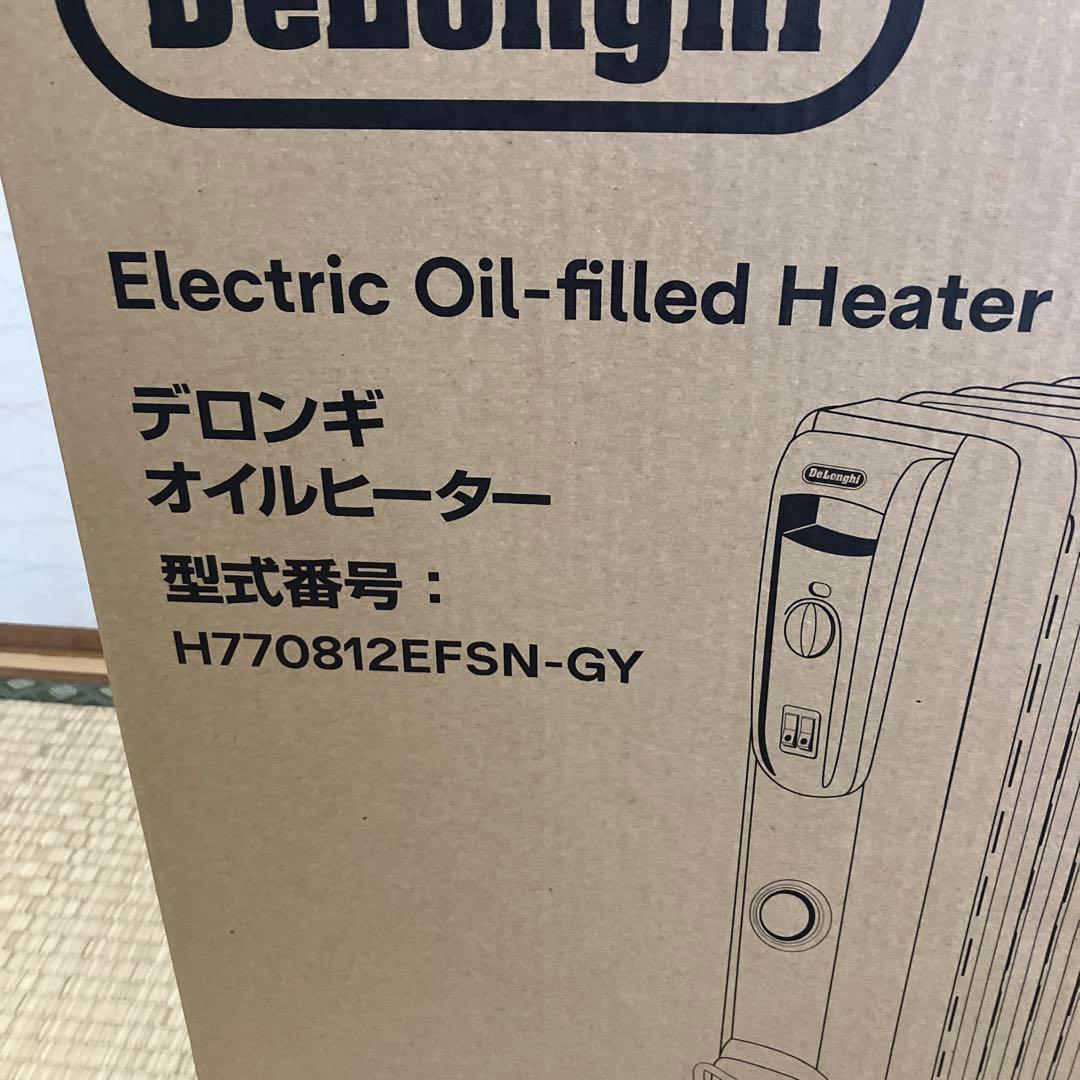 DeLonghi
Electric Oil-filled Heater
デロンギ
オイルヒーター
型式番号：
H770812EFSN-GY
DeLonghi